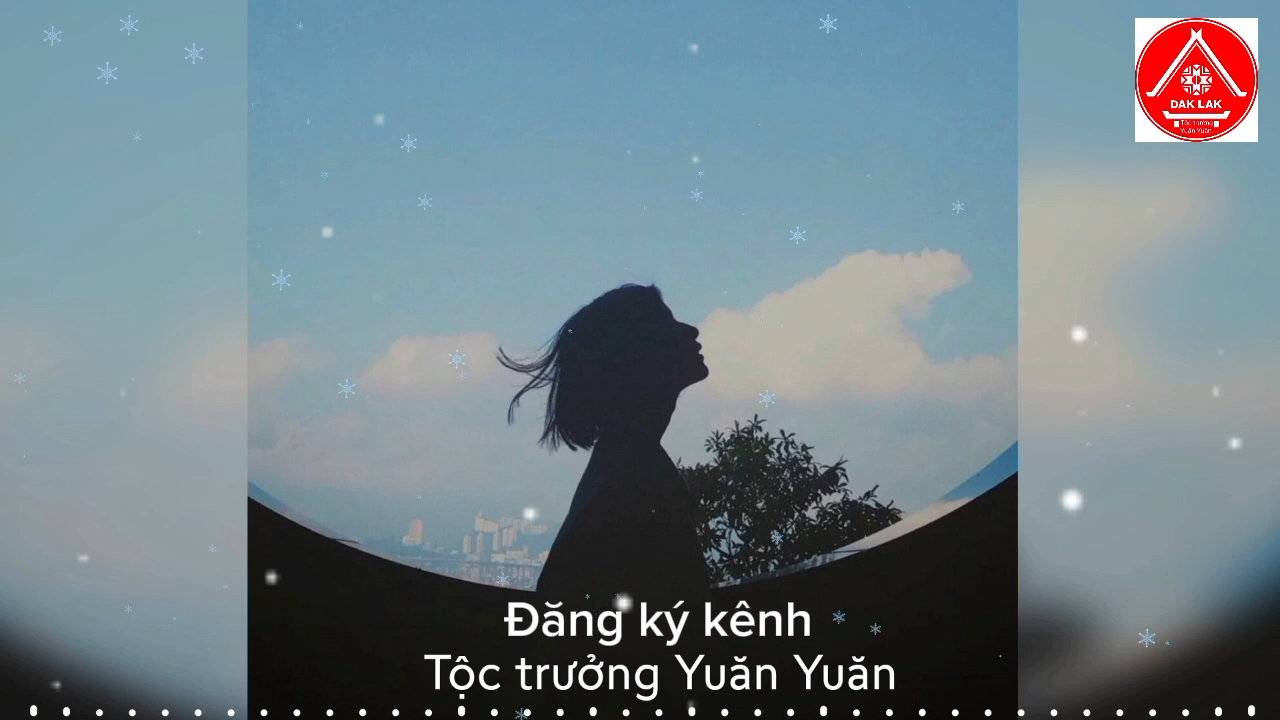 DAK LAK
Tộc trưởng
Yuăn Yuăn
Đăng ký kênh
Tộc trưởng Yuăn Yuăn